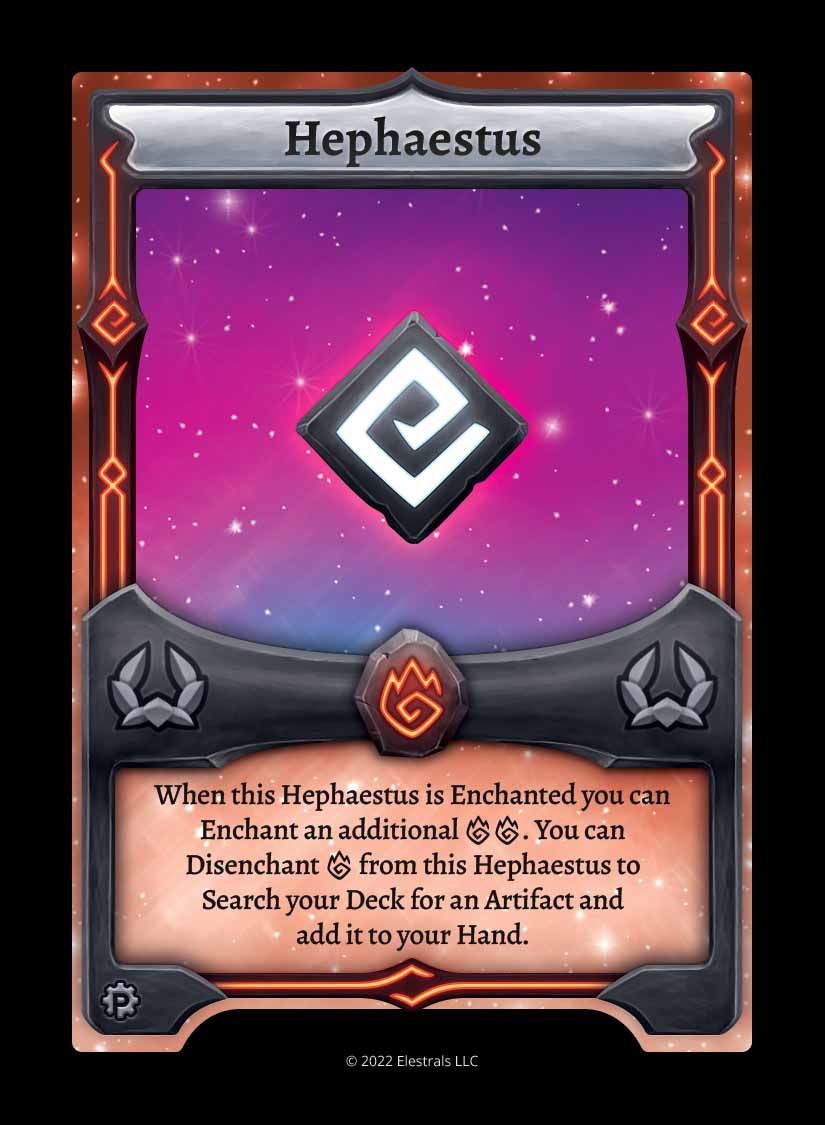 Hephaestus
When this Hephaestus is Enchanted you can
Enchant an additional . You can
Disenchant from this Hephaestus to
Search your Deck for an Artifact and
add it to your Hand.
P
© 2022 Elestrals LLC